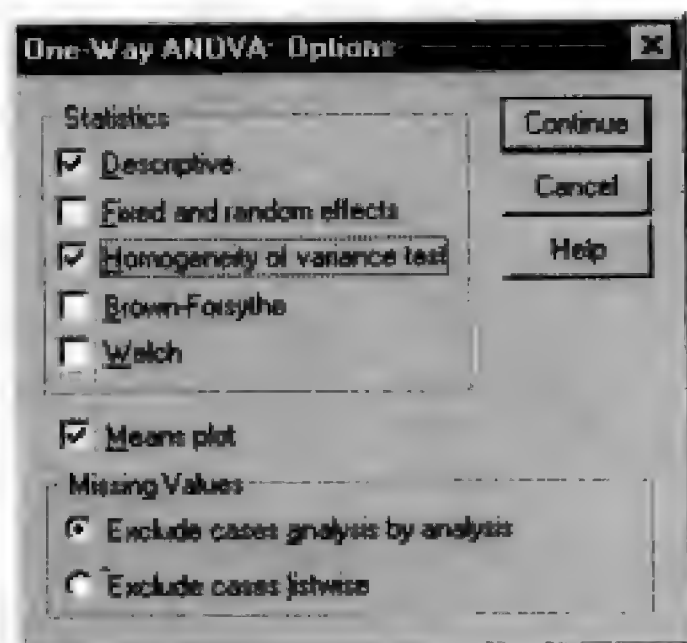 One-Way ANOVA: Options
Statistics
Descriptive
Fixed and random effects
Homogeneity of variance test
Brown-Forsythe
Welch
Means plot
Missing Values
Exclude cases analysis by analysis
Exclude cases listwise
Continue
Cancel
Help